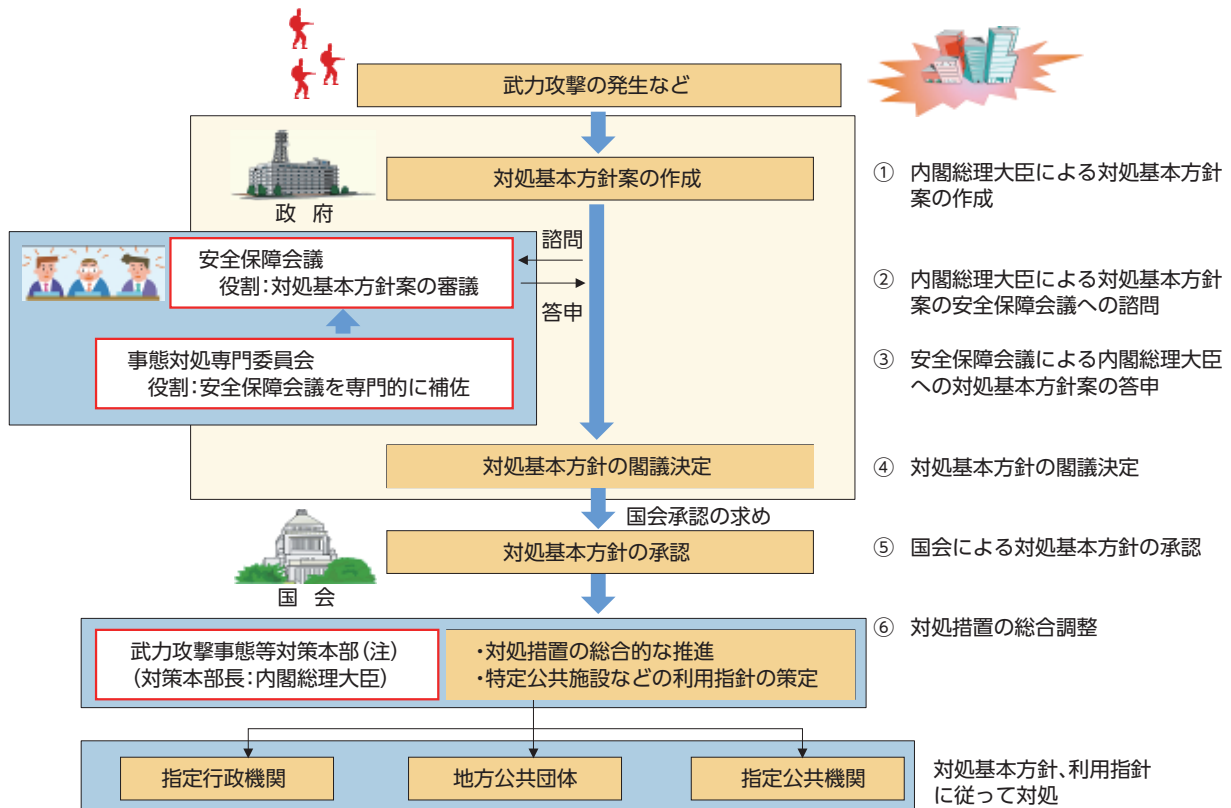 武力攻撃の発生など
対処基本方針案の作成
政 府
諮問
答申
安全保障会議
役割:対処基本方針案の審議
事態対処専門委員会
役割:安全保障会議を専門的に補佐
対処基本方針の閣議決定
国会承認の求め
対処基本方針の承認
国 会
武力攻撃事態等対策本部(注)
(対策本部長:内閣総理大臣)
・対処措置の総合的な推進
・特定公共施設などの利用指針の策定
指定行政機関
地方公共団体
指定公共機関
① 内閣総理大臣による対処基本方針
案の作成
② 内閣総理大臣による対処基本方針
案の安全保障会議への諮問
③ 安全保障会議による内閣総理大臣
への対処基本方針案の答申
④ 対処基本方針の閣議決定
⑤ 国会による対処基本方針の承認
⑥ 対処措置の総合調整
対処基本方針、利用指針
に従って対処